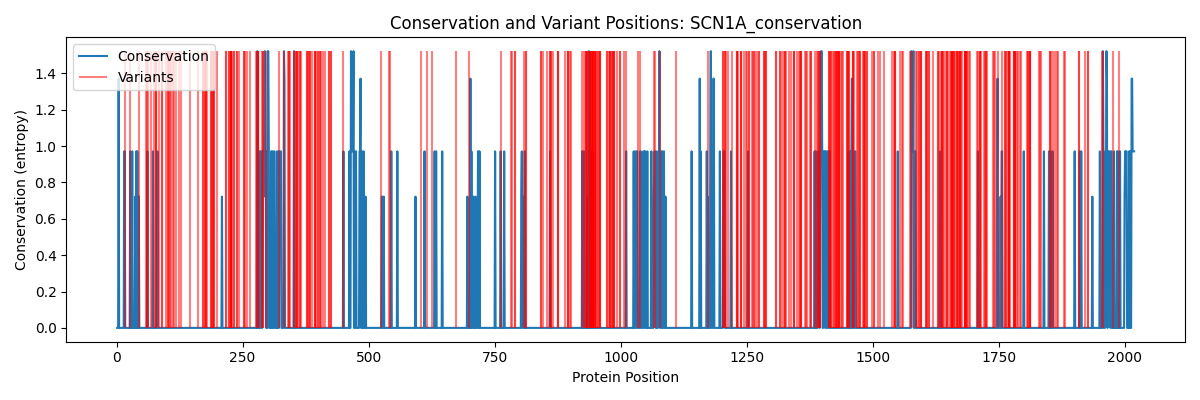 Conservation and Variant Positions: SCN1A_conservation
Conservation
Variants
Conservation (entropy)
1.4
1.2
1.0
0.8
0.6
0.4
0.2
0.0
0 250 500 750 1000 1250 1500 1750 2000
Protein Position